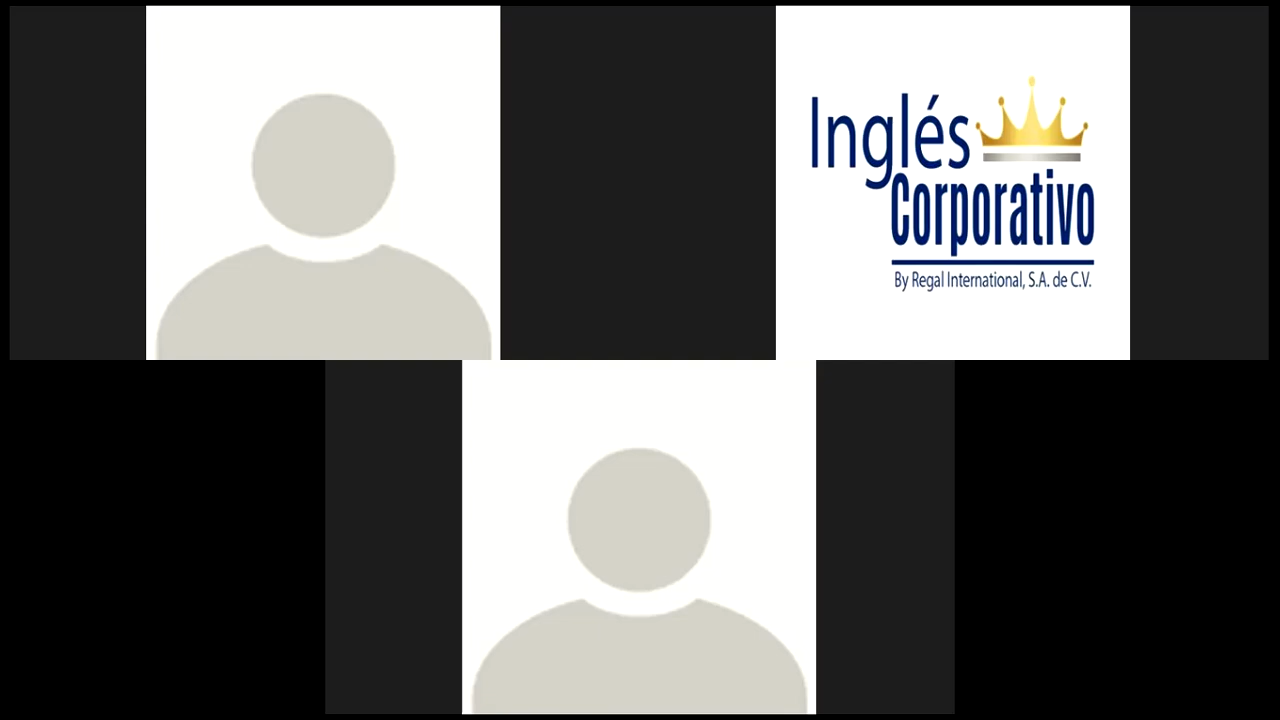 Inglés
Corporativo
By Regal International, S.A. de C.V.